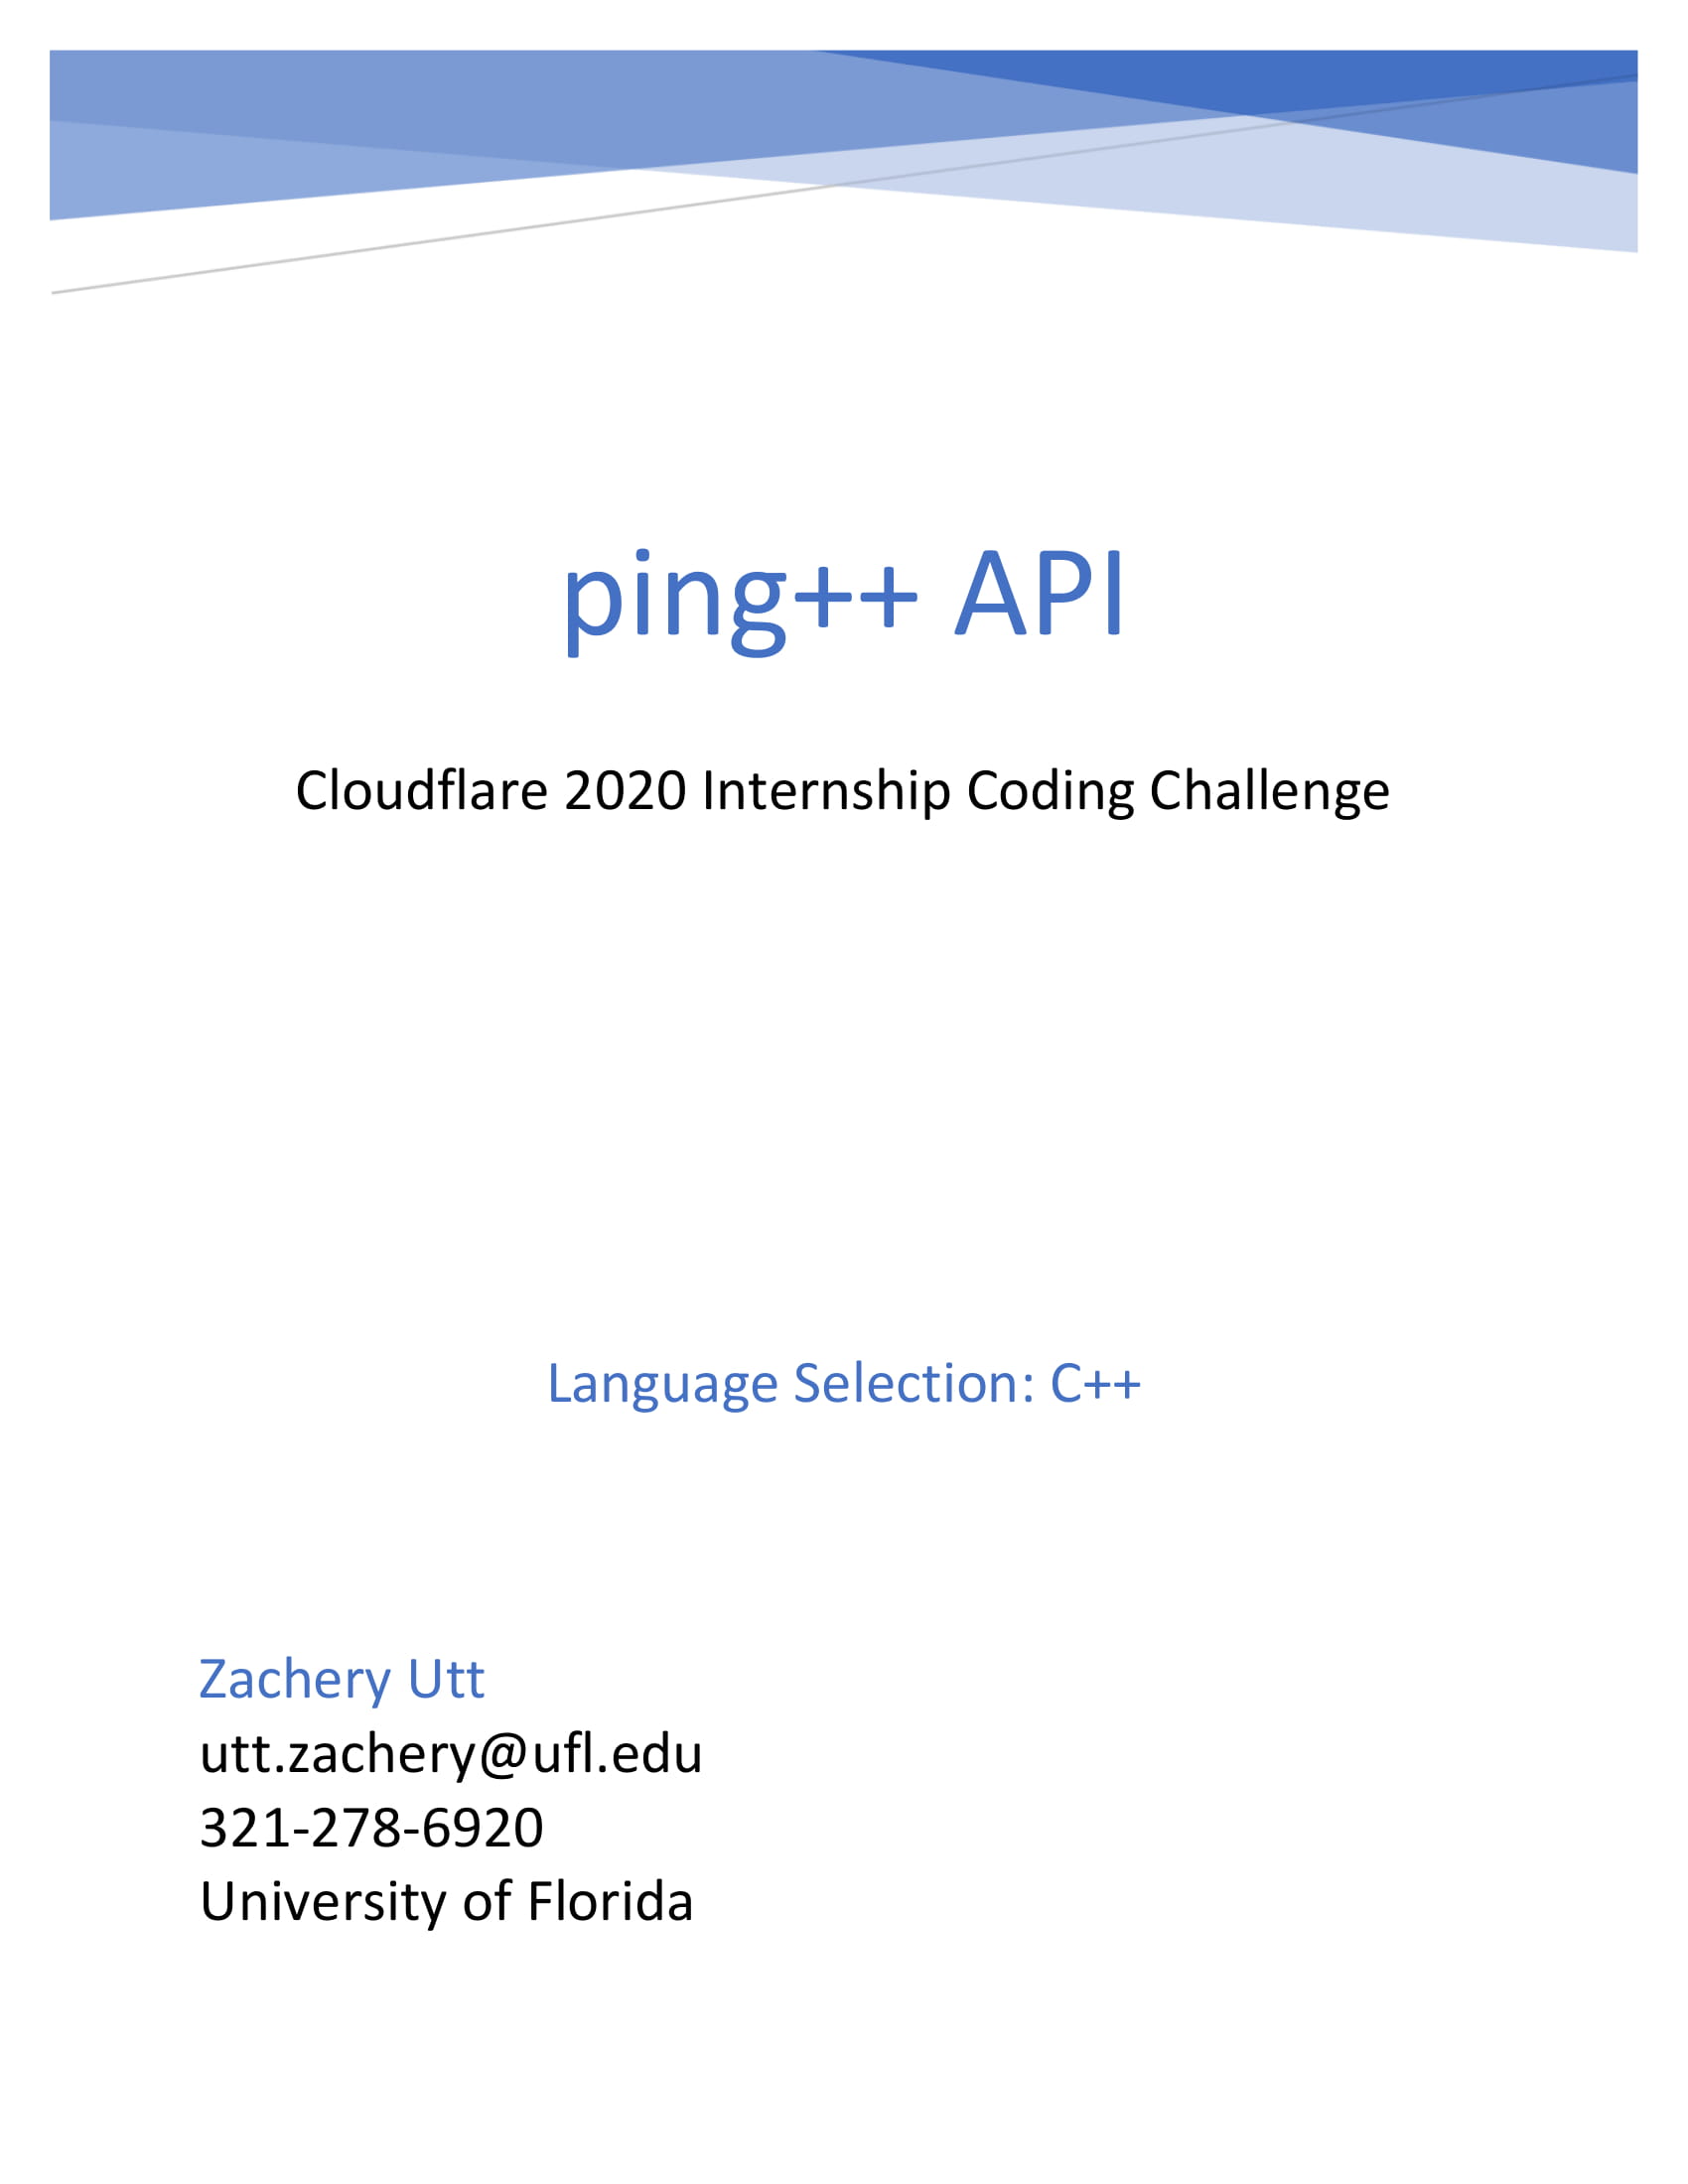 ping++ API
Cloudflare 2020 Internship Coding Challenge
Language Selection: C++
Zachery Utt
utt.zachery@ufl.edu
321-278-6920
University of Florida